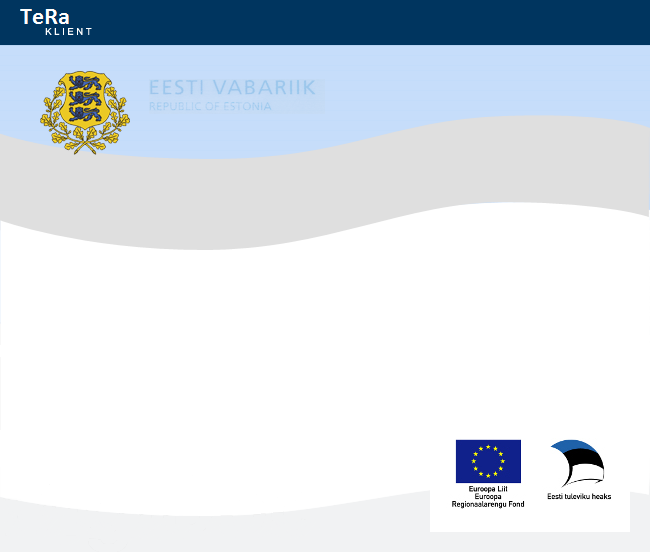 TeRa
KLIENT
EESTI VABARIIK
REPUBLIC OF ESTONIA
Euroopa Liit
Euroopa
Regionaalarengu Fond
Eesti tuleviku heaks